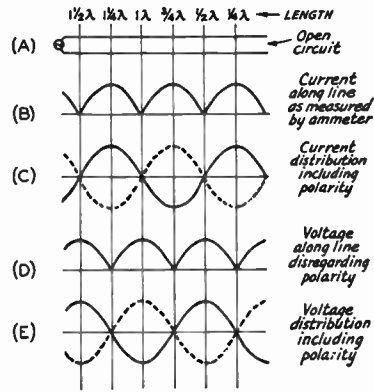 1½λ 1¼λ 1λ ¾λ ½λ ¼λ ← LENGTH
(A)
Open
circuit
(B)
Current
along line
as measured
by ammeter
(C)
Current
distribution
including
polarity
(D)
Voltage
along line
disregarding
polarity
(E)
Voltage
distribution
including
polarity